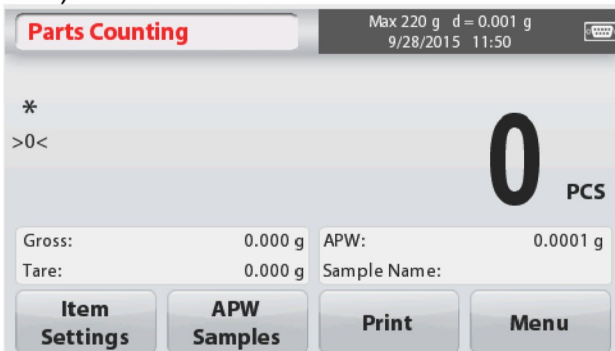 Parts Counting
Max 220 g d = 0.001 g
9/28/2015 11:50
*
>0<
0 PCS
Gross: 0.000 g APW: 0.0001 g
Tare: 0.000 g Sample Name:
Item Settings
APW Samples
Print
Menu